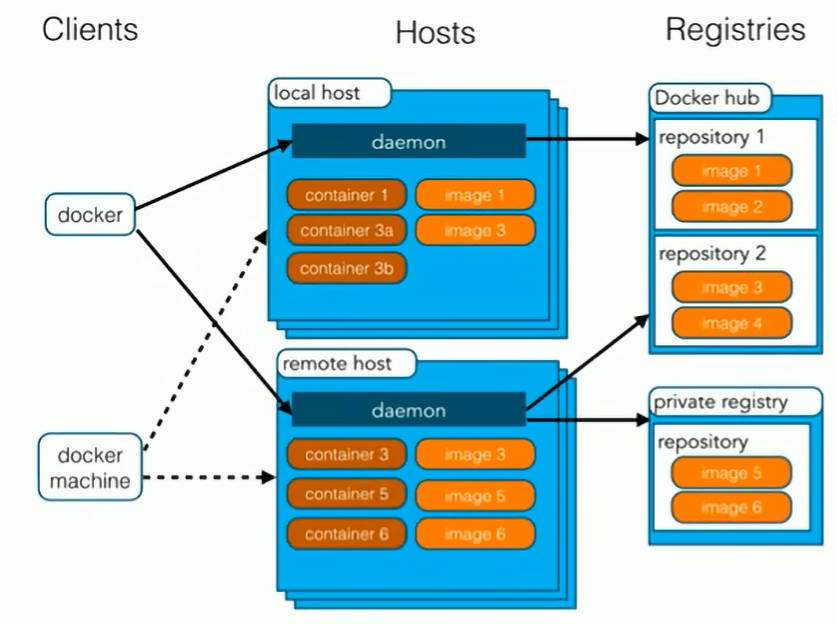 Clients
Hosts
Registries
local host
daemon
container 1
image 1
container 3a
image 3
container 3b
docker
remote host
daemon
container 3
image 3
container 5
image 5
container 6
image 6
docker
machine
Docker hub
repository 1
image 1
image 2
repository 2
image 3
image 4
private registry
repository
image 5
image 6